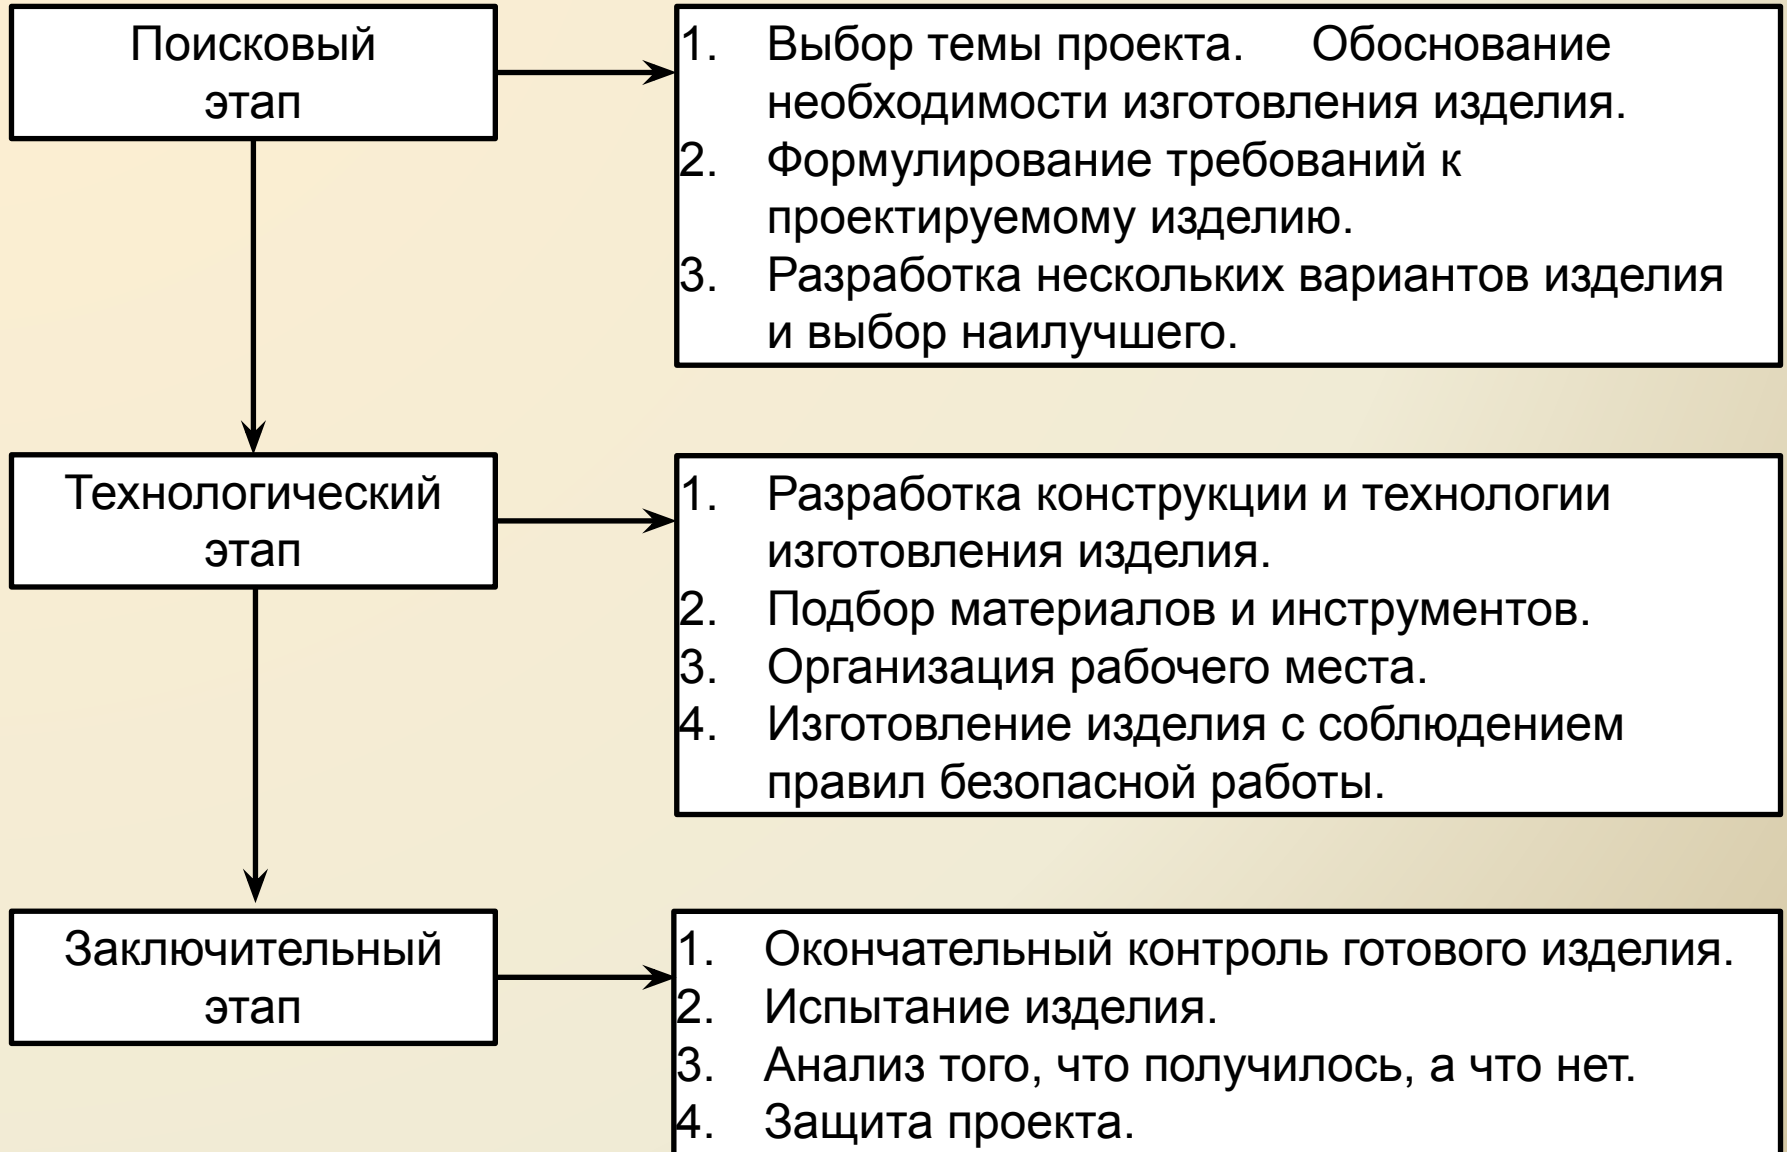 Поисковый
этап
1. Выбор темы проекта. Обоснование
необходимости изготовления изделия.
2. Формулирование требований к
проектируемому изделию.
3. Разработка нескольких вариантов изделия
и выбор наилучшего.
Технологический
этап
1. Разработка конструкции и технологии
изготовления изделия.
2. Подбор материалов и инструментов.
3. Организация рабочего места.
4. Изготовление изделия с соблюдением
правил безопасной работы.
Заключительный
этап
1. Окончательный контроль готового изделия.
2. Испытание изделия.
3. Анализ того, что получилось, а что нет.
4. Защита проекта.